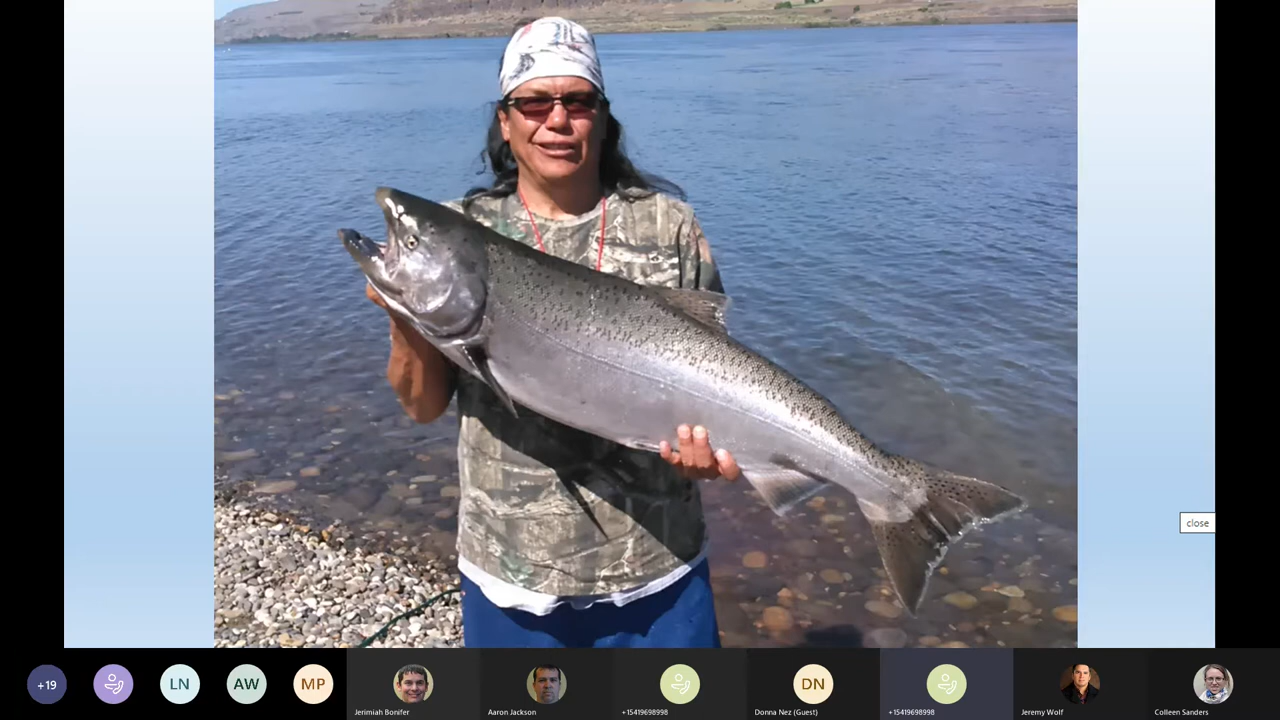 close
+19
LN
AW
MP
Jerimiah Bonifer
Aaron Jackson
+15419698998
DN
Donna Nez (Guest)
+15419698998
Jeremy Wolf
Colleen Sanders